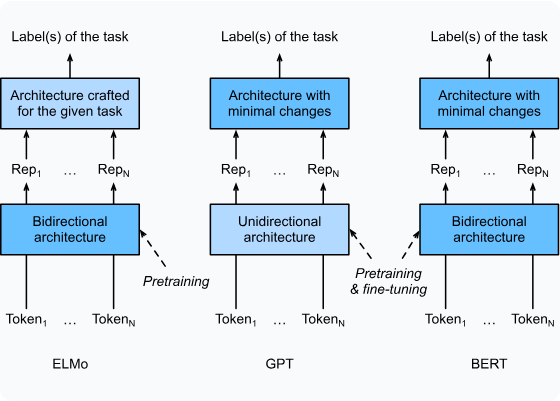 Label(s) of the task
Label(s) of the task
Label(s) of the task
Architecture crafted
for the given task
Architecture with
minimal changes
Architecture with
minimal changes
Rep1 ... RepN
Rep1 ... RepN
Rep1 ... RepN
Bidirectional
architecture
Unidirectional
architecture
Bidirectional
architecture
Pretraining
Pretraining
& fine-tuning
Token1 ... TokenN
Token1 ... TokenN
Token1 ... TokenN
ELMo
GPT
BERT